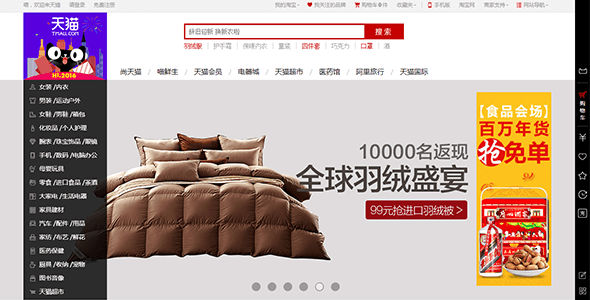 喵,欢迎来天猫 请登录 免费注册
我的淘宝 我关注的品牌 购物车0件 收藏夹 手机版 淘宝网 商家支持 网站导航
天猫
TMALL.COM
Hi,2016
辞旧迎新 换新衣啦 搜索
羽绒服 护手霜 保暖内衣 童装 四件套 巧克力 口罩 酒
尚天猫 / 喵鲜生 / 天猫会员 / 电器城 / 天猫超市 / 医药馆 / 阿里旅行 / 天猫国际
女装 /内衣
男装 /运动户外
女鞋 /男鞋 /箱包
化妆品 /个人护理
腕表 /珠宝饰品 /眼镜
手机 /数码 /电脑办公
母婴玩具
零食 /进口食品 /茶酒
大家电 /生活电器
家具建材
汽车 /配件 /用品
家纺 /家饰 /鲜花
医药保健
厨具 /收纳 /宠物
图书音像
天猫超市
10000名返现
全球羽绒盛宴
99元抢进口羽绒被 >
【食品会场】
百万年货
抢免单
购物车